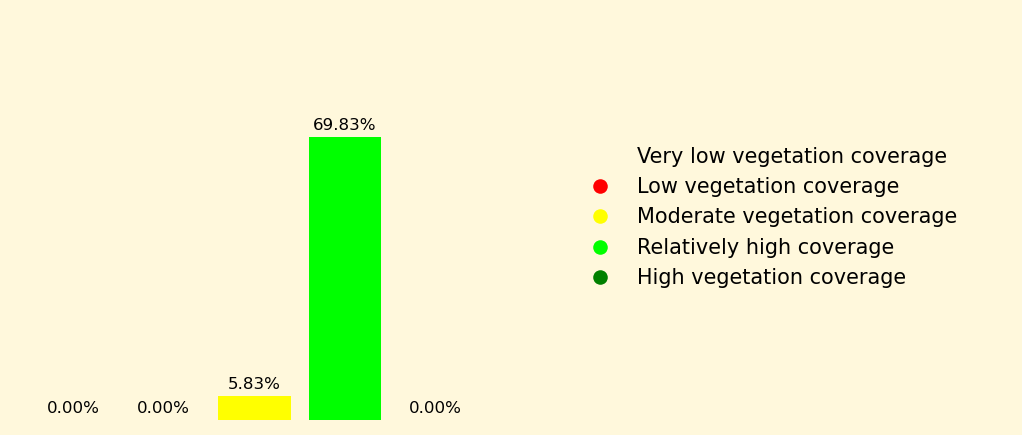 69.83%
5.83%
0.00%
0.00%
0.00%
Very low vegetation coverage
Low vegetation coverage
Moderate vegetation coverage
Relatively high coverage
High vegetation coverage